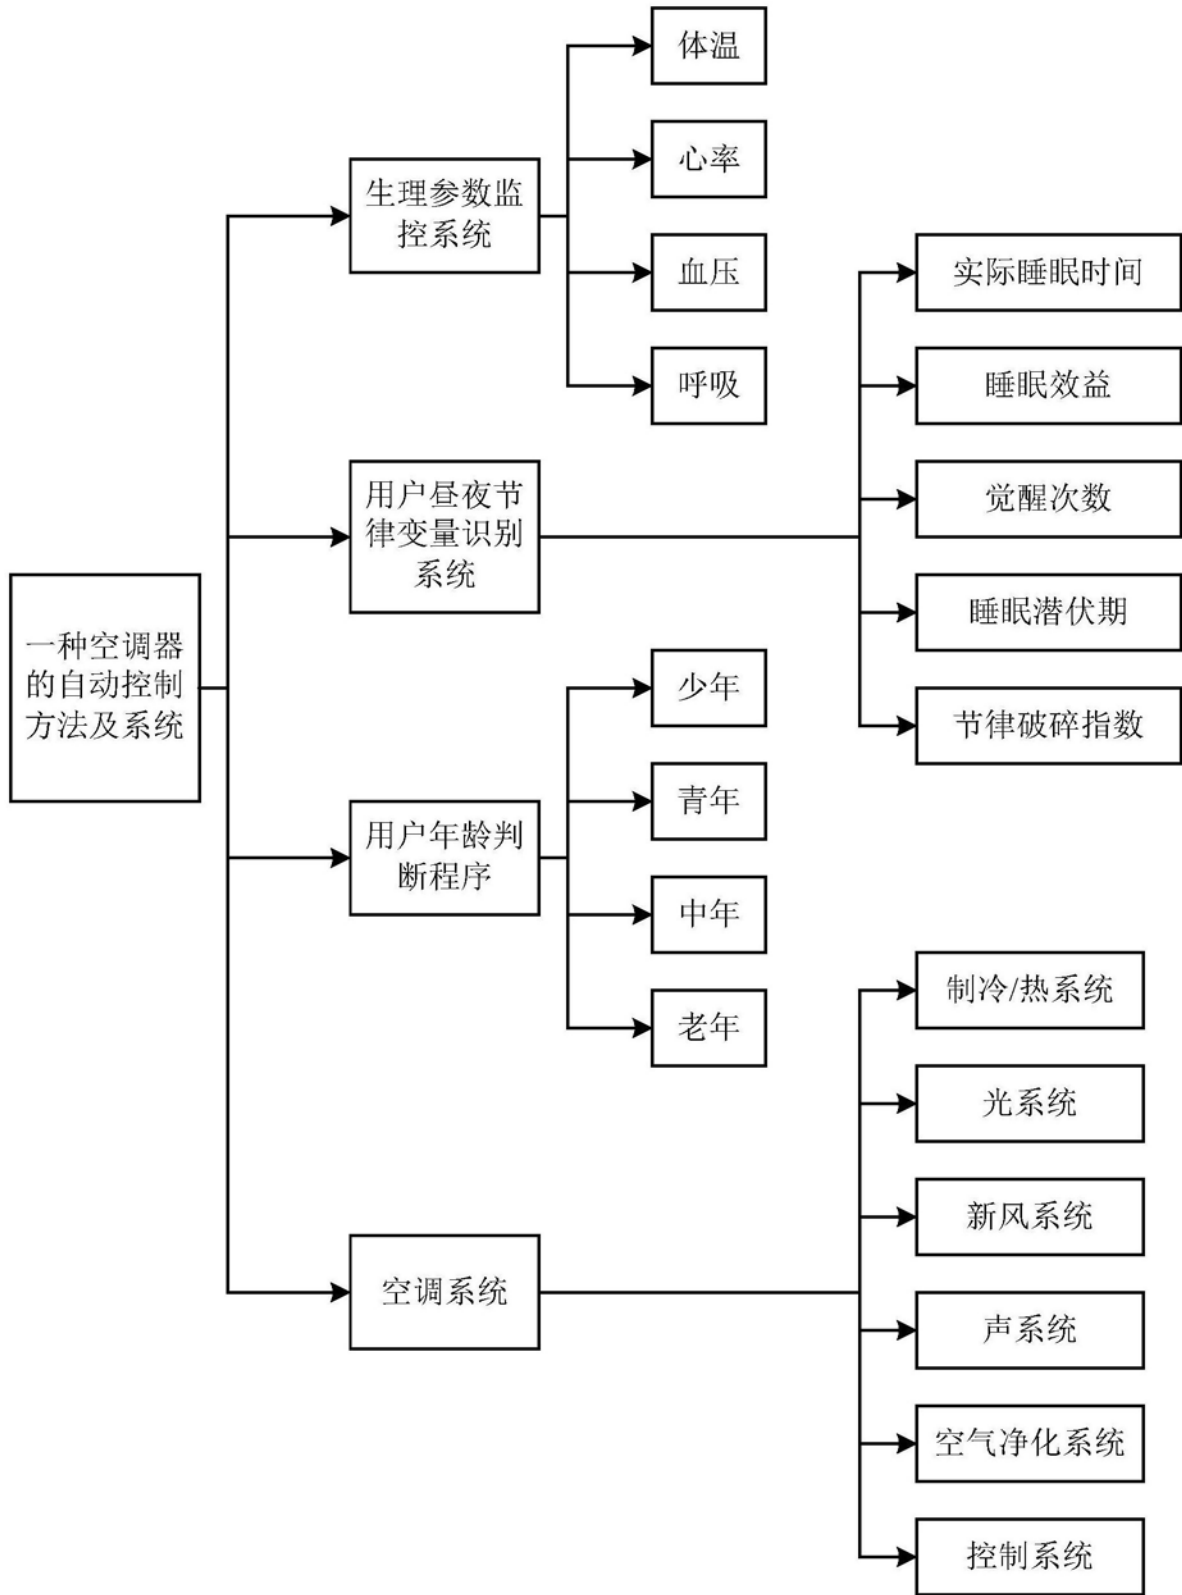 一种空调器
的自动控制
方法及系统
生理参数监
控系统
体温
心率
血压
呼吸
用户昼夜节
律变量识别
系统
实际睡眠时间
睡眠效益
觉醒次数
睡眠潜伏期
节律破碎指数
用户年龄判
断程序
少年
青年
中年
老年
空调系统
制冷/热系统
光系统
新风系统
声系统
空气净化系统
控制系统